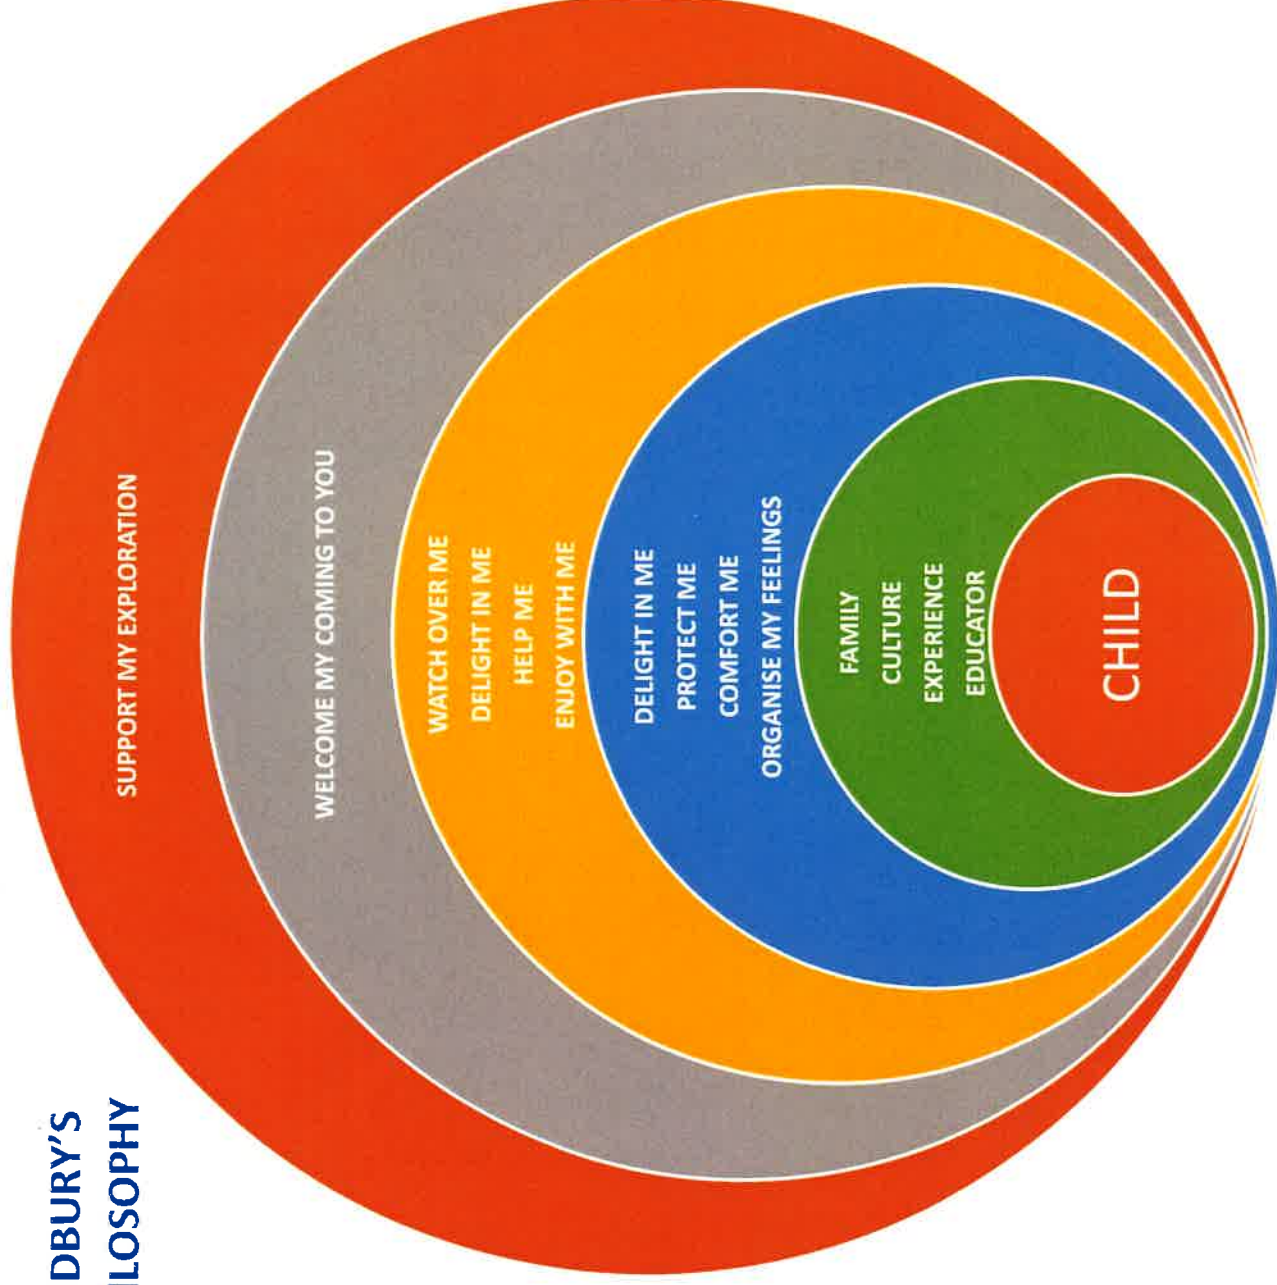 DBURY'S
LOSOPHY
SUPPORT MY EXPLORATION
WELCOME MY COMING TO YOU
WATCH OVER ME
DELIGHT IN ME
HELP ME
ENJOY WITH ME
DELIGHT IN ME
PROTECT ME
COMFORT ME
ORGANISE MY FEELINGS
FAMILY
CULTURE
EXPERIENCE
EDUCATOR
CHILD